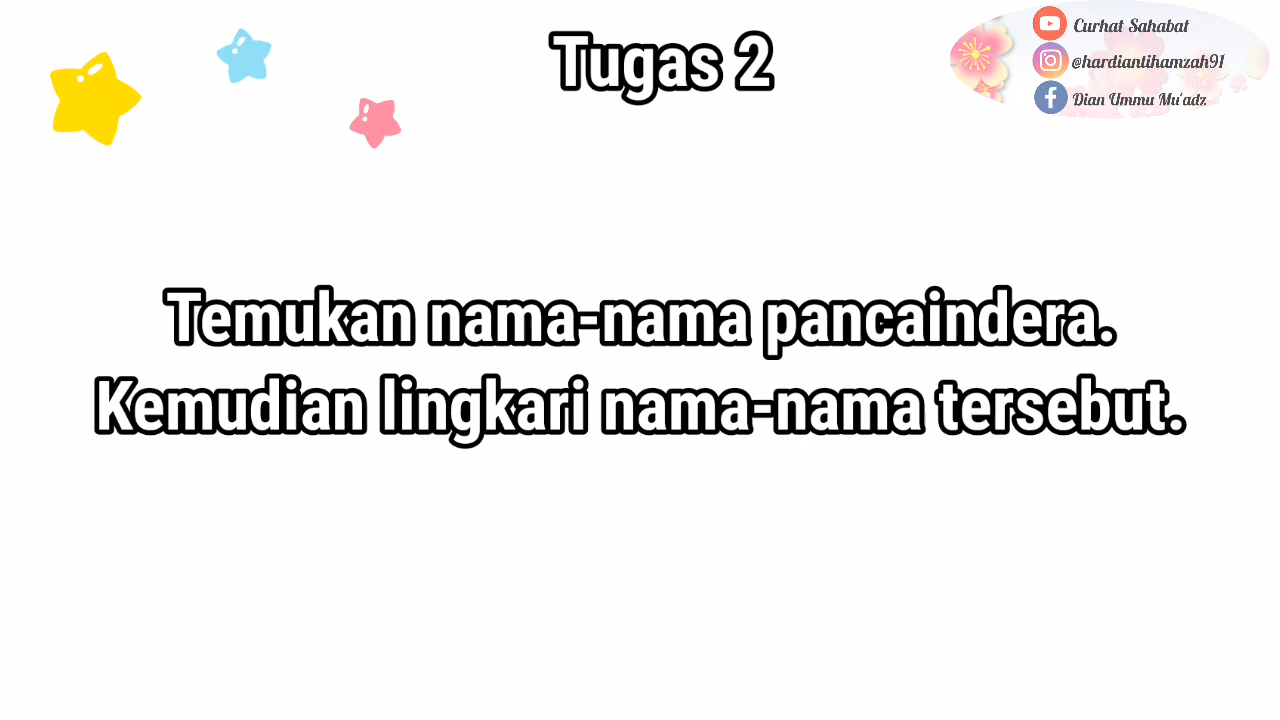 Tugas 2
Curhat Sahabat
@hardiantihamzah91
Dian Ummu Mu'adz
Temukan nama-nama pancaindera.
Kemudian lingkari nama-nama tersebut.